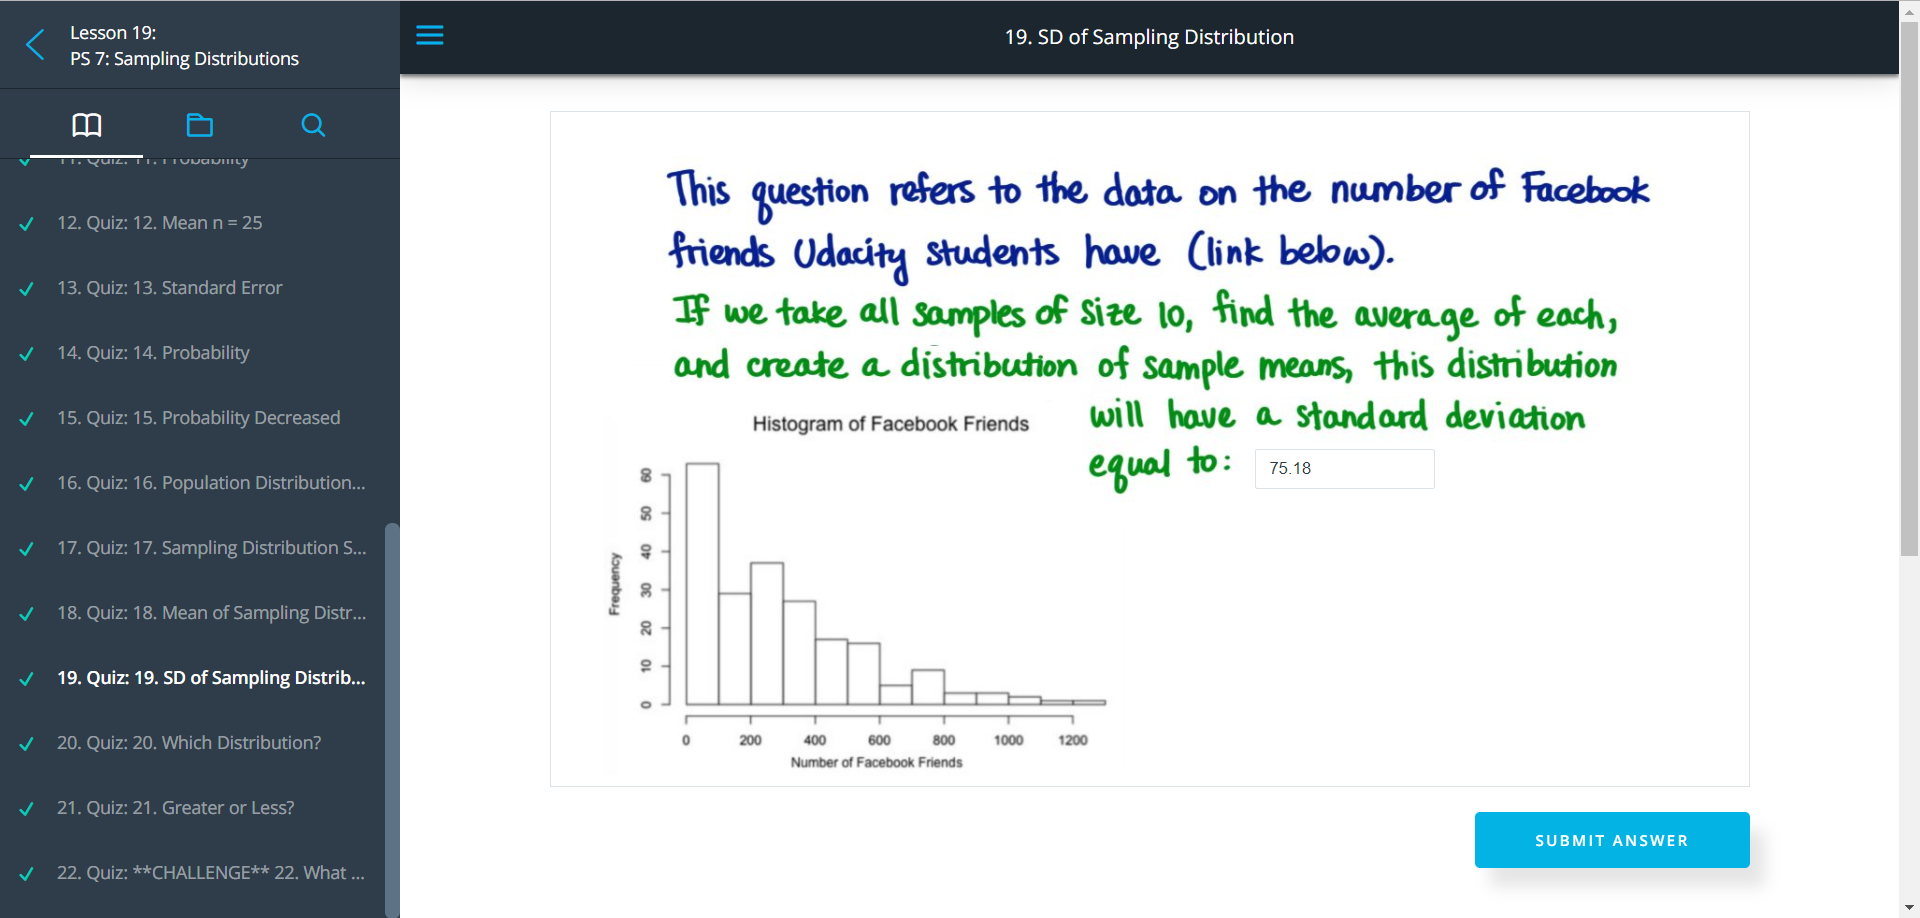 Lesson 19:
PS 7: Sampling Distributions
19. SD of Sampling Distribution
11. Quiz: 11. Probability
12. Quiz: 12. Mean n = 25
13. Quiz: 13. Standard Error
14. Quiz: 14. Probability
15. Quiz: 15. Probability Decreased
16. Quiz: 16. Population Distribution...
17. Quiz: 17. Sampling Distribution S...
18. Quiz: 18. Mean of Sampling Distr...
19. Quiz: 19. SD of Sampling Distrib...
20. Quiz: 20. Which Distribution?
21. Quiz: 21. Greater or Less?
22. Quiz: **CHALLENGE** 22. What ...
This question refers to the data on the number of Facebook
friends Udacity students have (link below).
If we take all samples of size 10, find the average of each,
and create a distribution of sample means, this distribution
will have a standard deviation
equal to: 75.18
Histogram of Facebook Friends
Frequency
60
50
40
30
20
10
0
0 200 400 600 800 1000 1200
Number of Facebook Friends
SUBMIT ANSWER